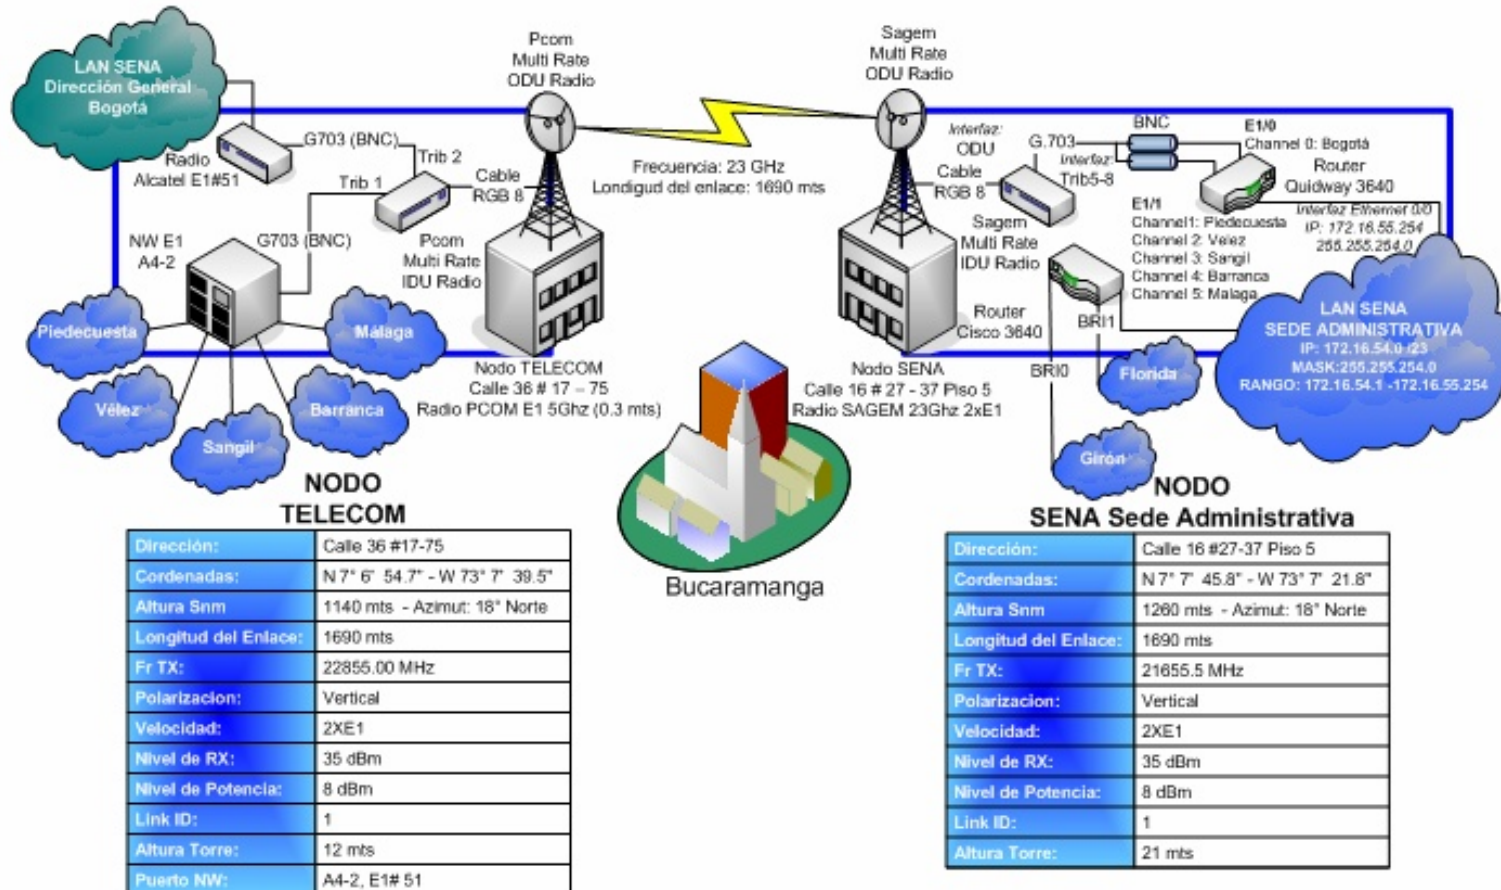 LAN SENA
Dirección General
Bogotá
Radio
Alcatel E1#51
G703 (BNC)
Trib 2
Trib 1
Cable
RGB 8
NW E1
A4-2
G703 (BNC)
Pcom
Multi Rate
IDU Radio
Pcom
Multi Rate
ODU Radio
Piedecuesta
Málaga
Vélez
Barranca
Sangil
Nodo TELECOM
Calle 36 # 17 – 75
Radio PCOM E1 5Ghz (0.3 mts)
Frecuencia: 23 GHz
Londigud del enlace: 1690 mts
Sagem
Multi Rate
ODU Radio
Interfaz:
ODU
Cable
RGB 8
G.703
Interfaz:
Trib5-8
BNC
E1/0
Channel 0: Bogotá
Router
Quidway 3640
Interfaz Ethernet 0/0
IP: 172.16.55.254
255.255.254.0
Sagem
Multi Rate
IDU Radio
E1/1
Channel1: Piedecuesta
Channel 2: Velez
Channel 3: Sangil
Channel 4: Barranca
Channel 5: Malaga
Router
Cisco 3640
BRI1
BRI0
Florida
Girón
LAN SENA
SEDE ADMINISTRATIVA
IP: 172.16.54.0 /23
MASK:255.255.254.0
RANGO: 172.16.54.1 -172.16.55.254
Nodo SENA
Calle 16 # 27 - 37 Piso 5
Radio SAGEM 23Ghz 2xE1
Bucaramanga
NODO
TELECOM
Dirección: Calle 36 #17-75
Cordenadas: N 7° 6' 54.7" - W 73° 7' 39.5"
Altura Snm 1140 mts - Azimut: 18° Norte
Longitud del Enlace: 1690 mts
Fr TX: 22855.00 MHz
Polarizacion: Vertical
Velocidad: 2XE1
Nivel de RX: 35 dBm
Nivel de Potencia: 8 dBm
Link ID: 1
Altura Torre: 12 mts
Puerto NW: A4-2, E1# 51
NODO
SENA Sede Administrativa
Dirección: Calle 16 #27-37 Piso 5
Cordenadas: N 7° 7' 45.8" - W 73° 7' 21.8"
Altura Snm 1260 mts - Azimut: 18° Norte
Longitud del Enlace: 1690 mts
Fr TX: 21655.5 MHz
Polarizacion: Vertical
Velocidad: 2XE1
Nivel de RX: 35 dBm
Nivel de Potencia: 8 dBm
Link ID: 1
Altura Torre: 21 mts